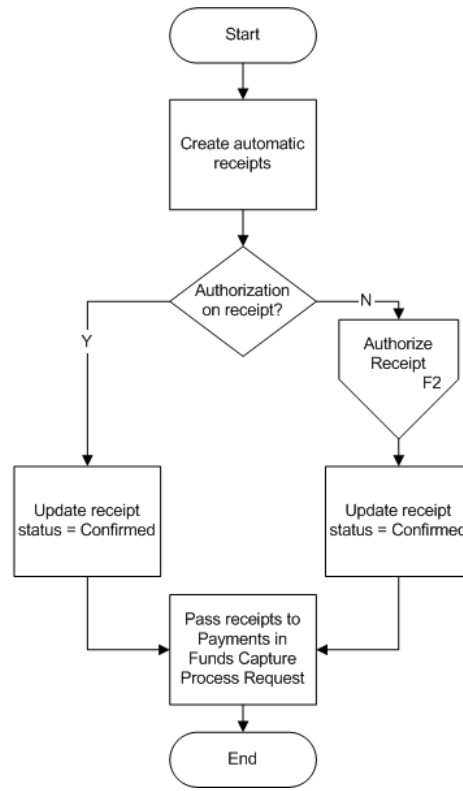 Start
Create automatic
receipts
Authorization
on receipt?
Y
N
Authorize
Receipt
F2
Update receipt
status = Confirmed
Update receipt
status = Confirmed
Pass receipts to
Payments in
Funds Capture
Process Request
End